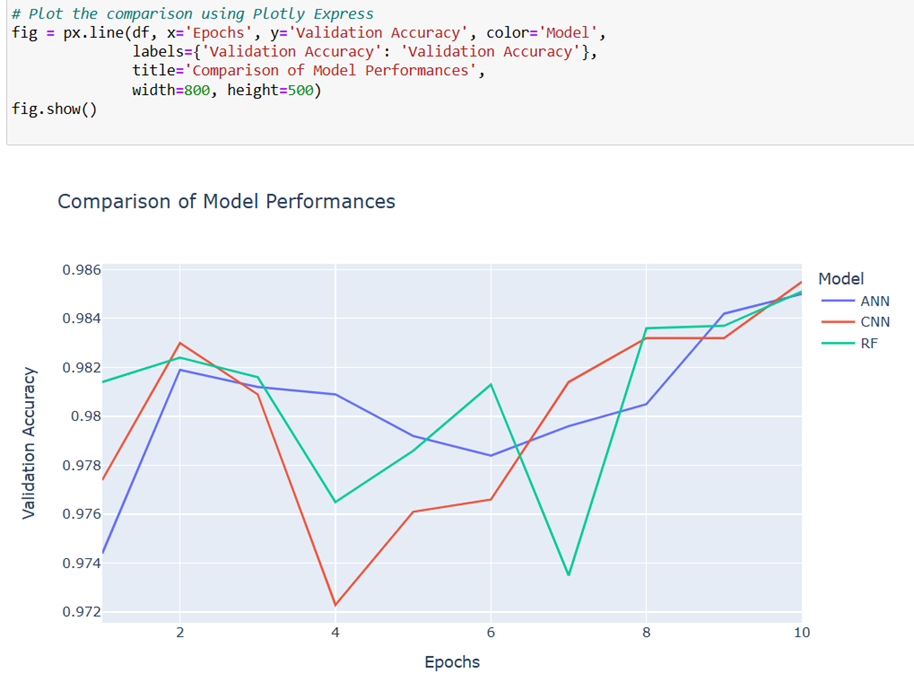 # Plot the comparison using Plotly Express
fig = px.line(df, x='Epochs', y='Validation Accuracy', color='Model',
labels={'Validation Accuracy': 'Validation Accuracy'},
title='Comparison of Model Performances',
width=800, height=500)
fig.show()
Comparison of Model Performances
0.986
0.984
0.982
0.98
0.978
0.976
0.974
0.972
Validation Accuracy
2 4 6 8 10
Epochs
Model
ANN
CNN
RF